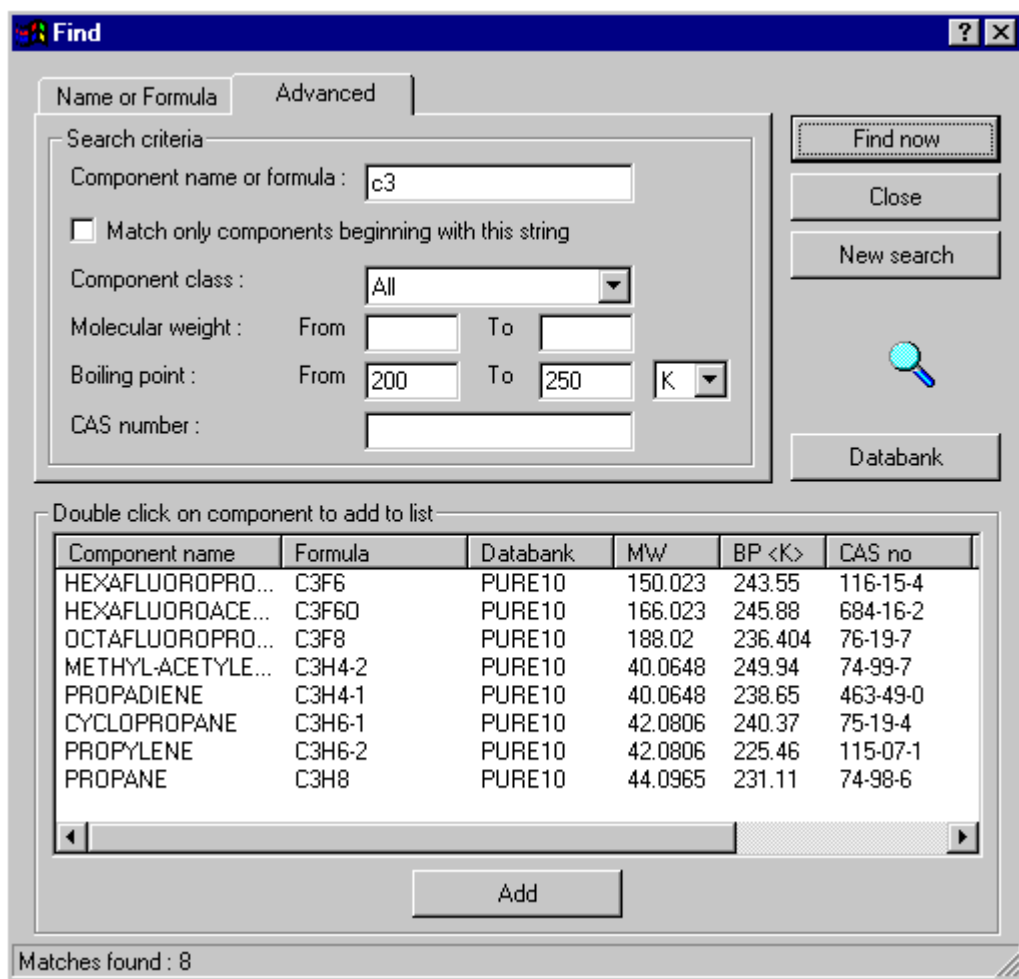 Find
Name or Formula Advanced
Search criteria
Component name or formula : c3
Match only components beginning with this string
Component class : All
Molecular weight : From To
Boiling point : From 200 To 250 K
CAS number :
Find now
Close
New search
Databank
Double click on component to add to list
Component name Formula Databank MW BP <K> CAS no
HEXAFLUOROPRO... C3F6 PURE10 150.023 243.55 116-15-4
HEXAFLUOROACE... C3F6O PURE10 166.023 245.88 684-16-2
OCTAFLUOROPRO... C3F8 PURE10 188.02 236.404 76-19-7
METHYL-ACETYLE... C3H4-2 PURE10 40.0648 249.94 74-99-7
PROPADIENE C3H4-1 PURE10 40.0648 238.65 463-49-0
CYCLOPROPANE C3H6-1 PURE10 42.0806 240.37 75-19-4
PROPYLENE C3H6-2 PURE10 42.0806 225.46 115-07-1
PROPANE C3H8 PURE10 44.0965 231.11 74-98-6
Add
Matches found : 8